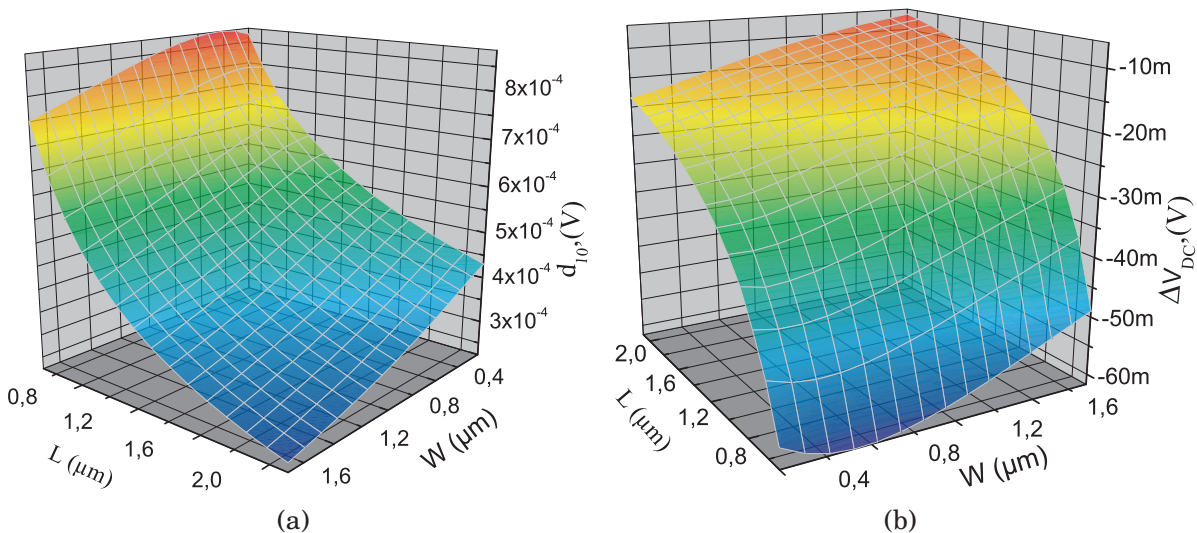 8x10⁻⁴
7x10⁻⁴
6x10⁻⁴
5x10⁻⁴
4x10⁻⁴
3x10⁻⁴
d₁₀,(V)
0,8
1,2
1,6
2,0
L (μm)
0,4
0,8
1,2
1,6
W (μm)
(a)
-10m
-20m
-30m
-40m
-50m
-60m
ΔV_DC,(V)
2,0
1,6
1,2
0,8
L (μm)
0,4
0,8
1,2
1,6
W (μm)
(b)